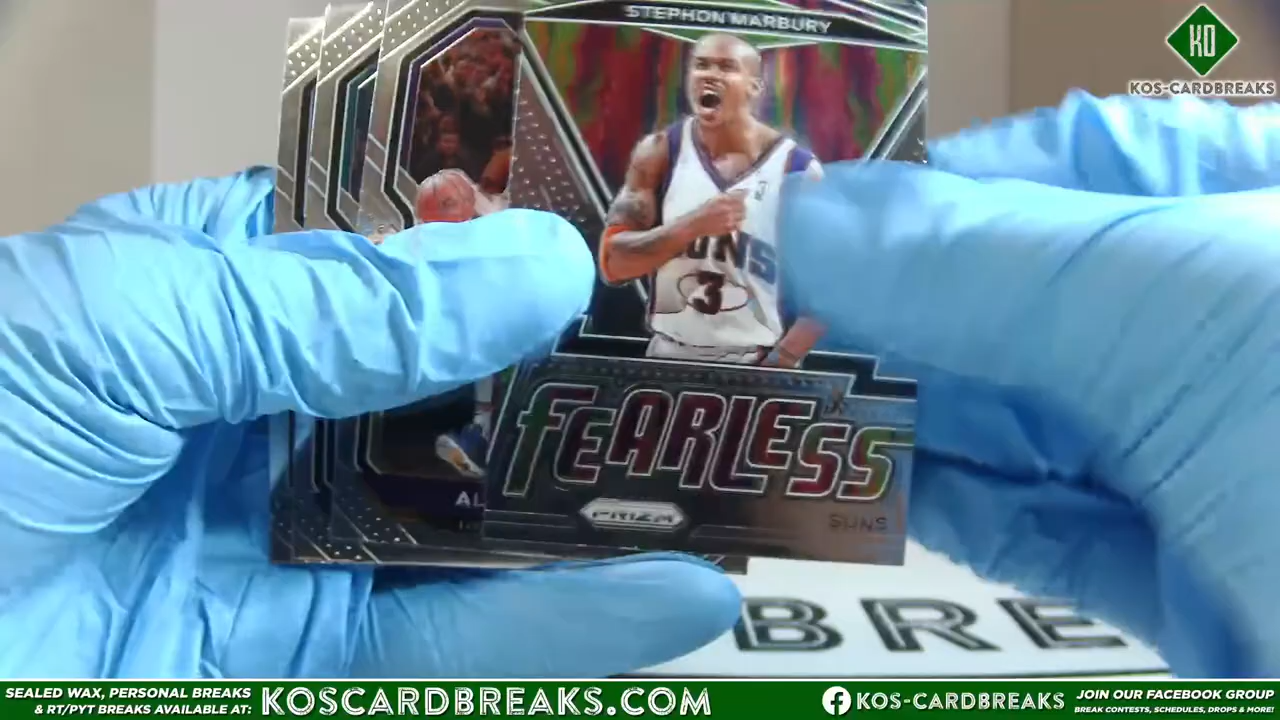 STEPHON MARBURY
KO
KOS-CARDBREAKS
3
SUNS
3
FEARLESS
PRIZM
SUNS
AL
BRE
SEALED WAX, PERSONAL BREAKS
& RT/PYT BREAKS AVAILABLE AT:
KOSCARDBREAKS.COM
KOS-CARDBREAKS
JOIN OUR FACEBOOK GROUP
BREAK CONTESTS, SCHEDULES, DROPS & MORE!